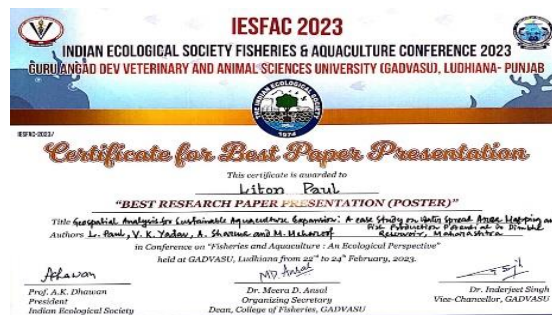 IESFAC 2023
INDIAN ECOLOGICAL SOCIETY FISHERIES & AQUACULTURE CONFERENCE 2023
GURU ANGAD DEV VETERINARY AND ANIMAL SCIENCES UNIVERSITY (GADVASU), LUDHIANA- PUNJAB
THE INDIAN ECOLOGICAL SOCIETY
1974
IESFAC-2023/
Certificate for Best Paper Presentation
This certificate is awarded to
Liton Paul
"BEST RESEARCH PAPER PRESENTATION (POSTER)"
Title Geospatial Analysis for Sustainable Aquaculture Expansion: A case Study on Water Spread Area Mapping and
Fish Production Potential in Dimbhe
Authors L. Paul, V. K. Yadav, A. Sharma and M. Reservoir, Maharashtra
in Conference on "Fisheries and Aquaculture : An Ecological Perspective"
held at GADVASU, Ludhiana from 22nd to 24th February, 2023.
Prof. A.K. Dhawan
President
Indian Ecological Society
Dr. Meera D. Ansal
Organizing Secretary
Dean, College of Fisheries, GADVASU
Dr. Inderjeet Singh
Vice-Chancellor, GADVASU